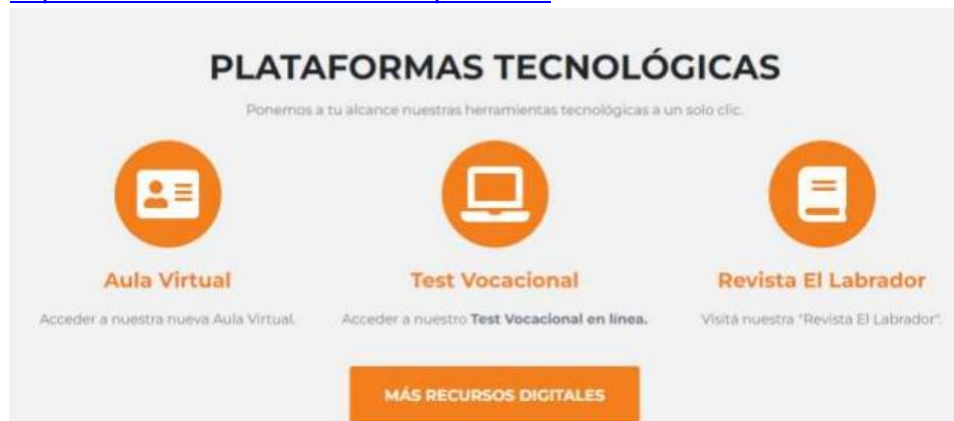 PLATAFORMAS TECNOLÓGICAS
Ponemos a tu alcance nuestras herramientas tecnológicas a un solo clic.
Aula Virtual
Acceder a nuestra nueva Aula Virtual.
Test Vocacional
Acceder a nuestro Test Vocacional en línea.
Revista El Labrador
Visitá nuestra "Revista El Labrador".
MÁS RECURSOS DIGITALES